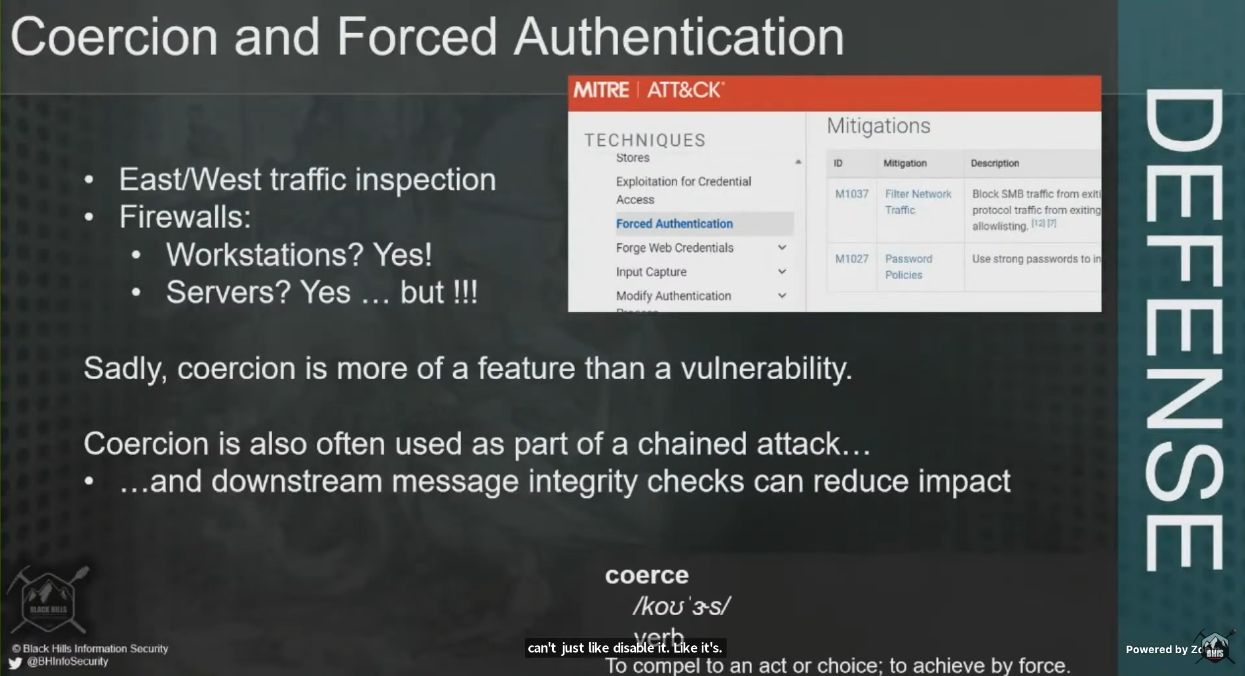 Coercion and Forced Authentication
• East/West traffic inspection
• Firewalls:
• Workstations? Yes!
• Servers? Yes … but !!!
MITRE | ATT&CK®
TECHNIQUES
Stores
Exploitation for Credential
Access
Forced Authentication
Forge Web Credentials
Input Capture
Modify Authentication
Mitigations
ID Mitigation Description
M1037 Filter Network Traffic Block SMB traffic from exiti
protocol traffic from exiting
allowlisting. [12] [7]
M1027 Password Policies Use strong passwords to in
Sadly, coercion is more of a feature than a vulnerability.
Coercion is also often used as part of a chained attack…
• …and downstream message integrity checks can reduce impact
DEFENSE
coerce
/koʊˈɝs/
verb
can't just like disable it. Like it's.
To compel to an act or choice; to achieve by force.
BLACK HILLS
© Black Hills Information Security
@BHInfoSecurity
Powered by Zo
BHIS